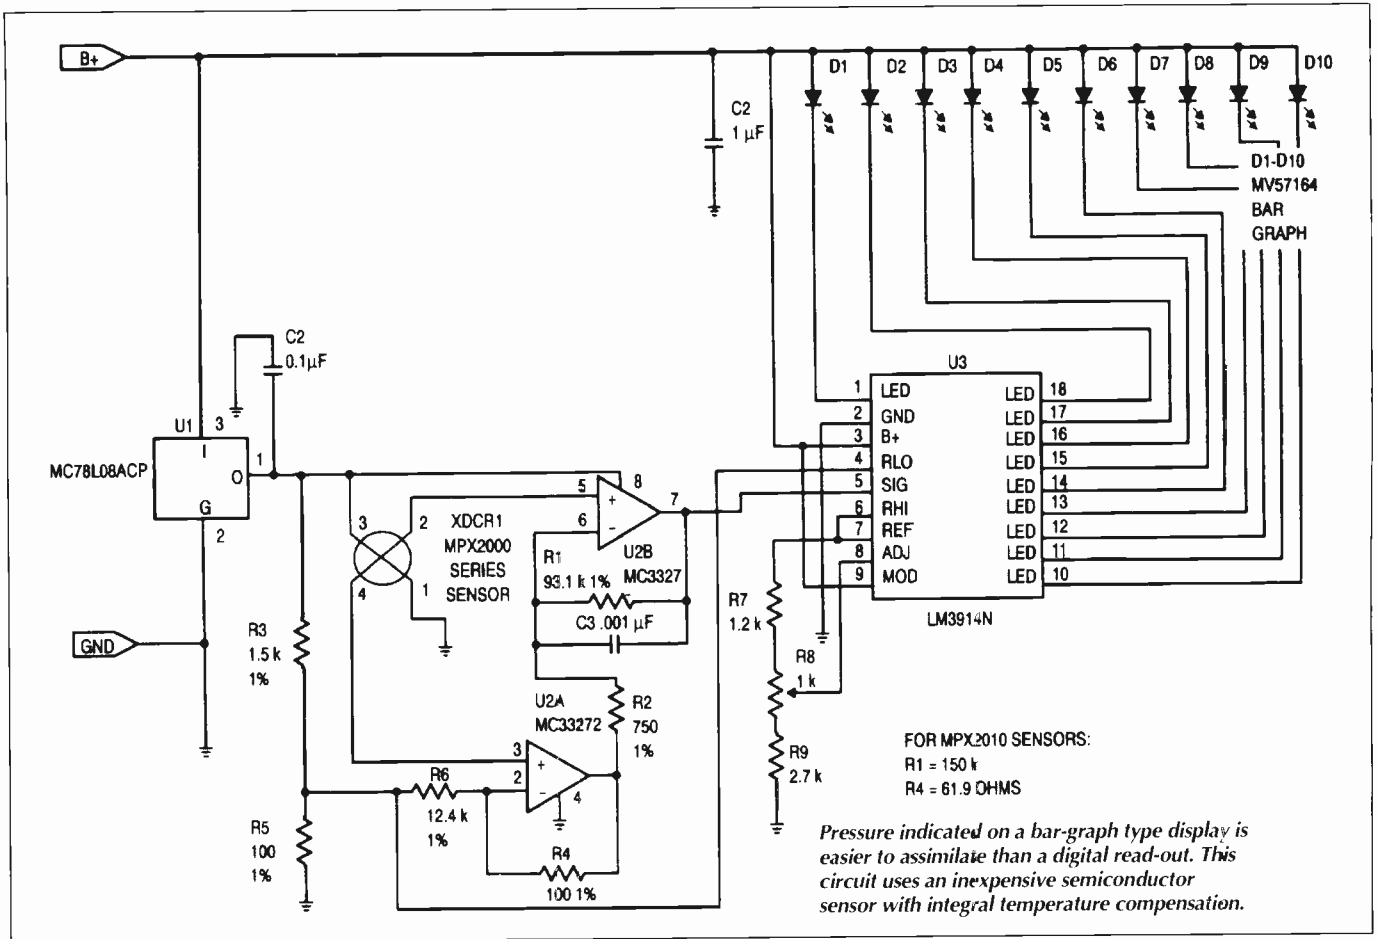 B+
D1
D2
D3
D4
D5
D6
D7
D8
D9
D10
C2
1 µF
D1-D10
MV57164
BAR
GRAPH
C2
0.1µF
U1
3
I
MC78L08ACP
O
1
G
2
GND
R3
1.5 k
1%
R5
100
1%
3
2
4
1
XDCR1
MPX2000
SERIES
SENSOR
5
+
6
−
8
7
U2B
MC3327
R1
93.1 k 1%
C3 .001 µF
R2
750
1%
U2A
MC33272
3
+
2
−
4
R6
12.4 k
1%
R4
100 1%
U3
1 LED
2 GND
3 B+
4 RLO
5 SIG
6 RHI
7 REF
8 ADJ
9 MOD
LED 18
LED 17
LED 16
LED 15
LED 14
LED 13
LED 12
LED 11
LED 10
LM3914N
R7
1.2 k
R8
1 k
R9
2.7 k
FOR MPX2010 SENSORS:
R1 = 150 k
R4 = 61.9 OHMS
Pressure indicated on a bar-graph type display is
easier to assimilate than a digital read-out. This
circuit uses an inexpensive semiconductor
sensor with integral temperature compensation.